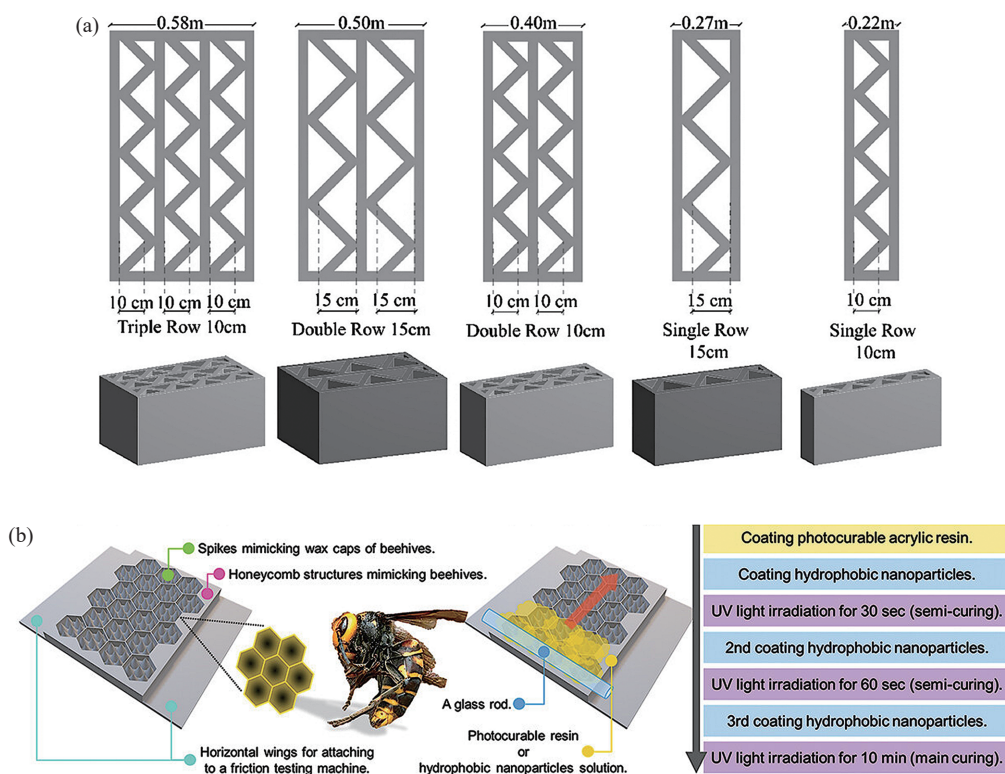 (a)
0.58m
0.50m
0.40m
0.27m
0.22m
10 cm 10 cm 10 cm
Triple Row 10cm
15 cm 15 cm
Double Row 15cm
10 cm 10 cm
Double Row 10cm
15 cm
Single Row
15cm
10 cm
Single Row
10cm
(b)
Spikes mimicking wax caps of beehives.
Honeycomb structures mimicking beehives.
Horizontal wings for attaching
to a friction testing machine.
A glass rod.
Photocurable resin
or
hydrophobic nanoparticles solution.
Coating photocurable acrylic resin.
Coating hydrophobic nanoparticles.
UV light irradiation for 30 sec (semi-curing).
2nd coating hydrophobic nanoparticles.
UV light irradiation for 60 sec (semi-curing).
3rd coating hydrophobic nanoparticles.
UV light irradiation for 10 min (main curing).